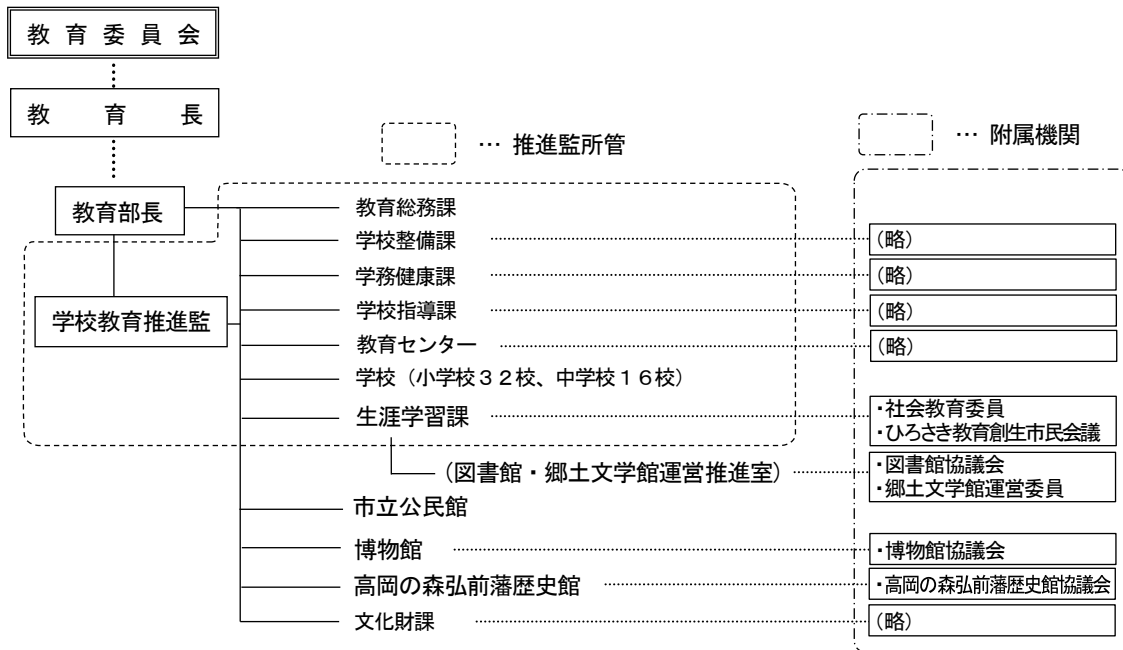 教育委員会
教育長
… 推進監所管
… 附属機関
教育部長
学校教育推進監
教育総務課
学校整備課
(略)
学務健康課
(略)
学校指導課
(略)
教育センター
(略)
学校（小学校３２校、中学校１６校）
生涯学習課
・社会教育委員
・ひろさき教育創生市民会議
（図書館・郷土文学館運営推進室）
・図書館協議会
・郷土文学館運営委員
市立公民館
博物館
・博物館協議会
高岡の森弘前藩歴史館
・高岡の森弘前藩歴史館協議会
文化財課
(略)